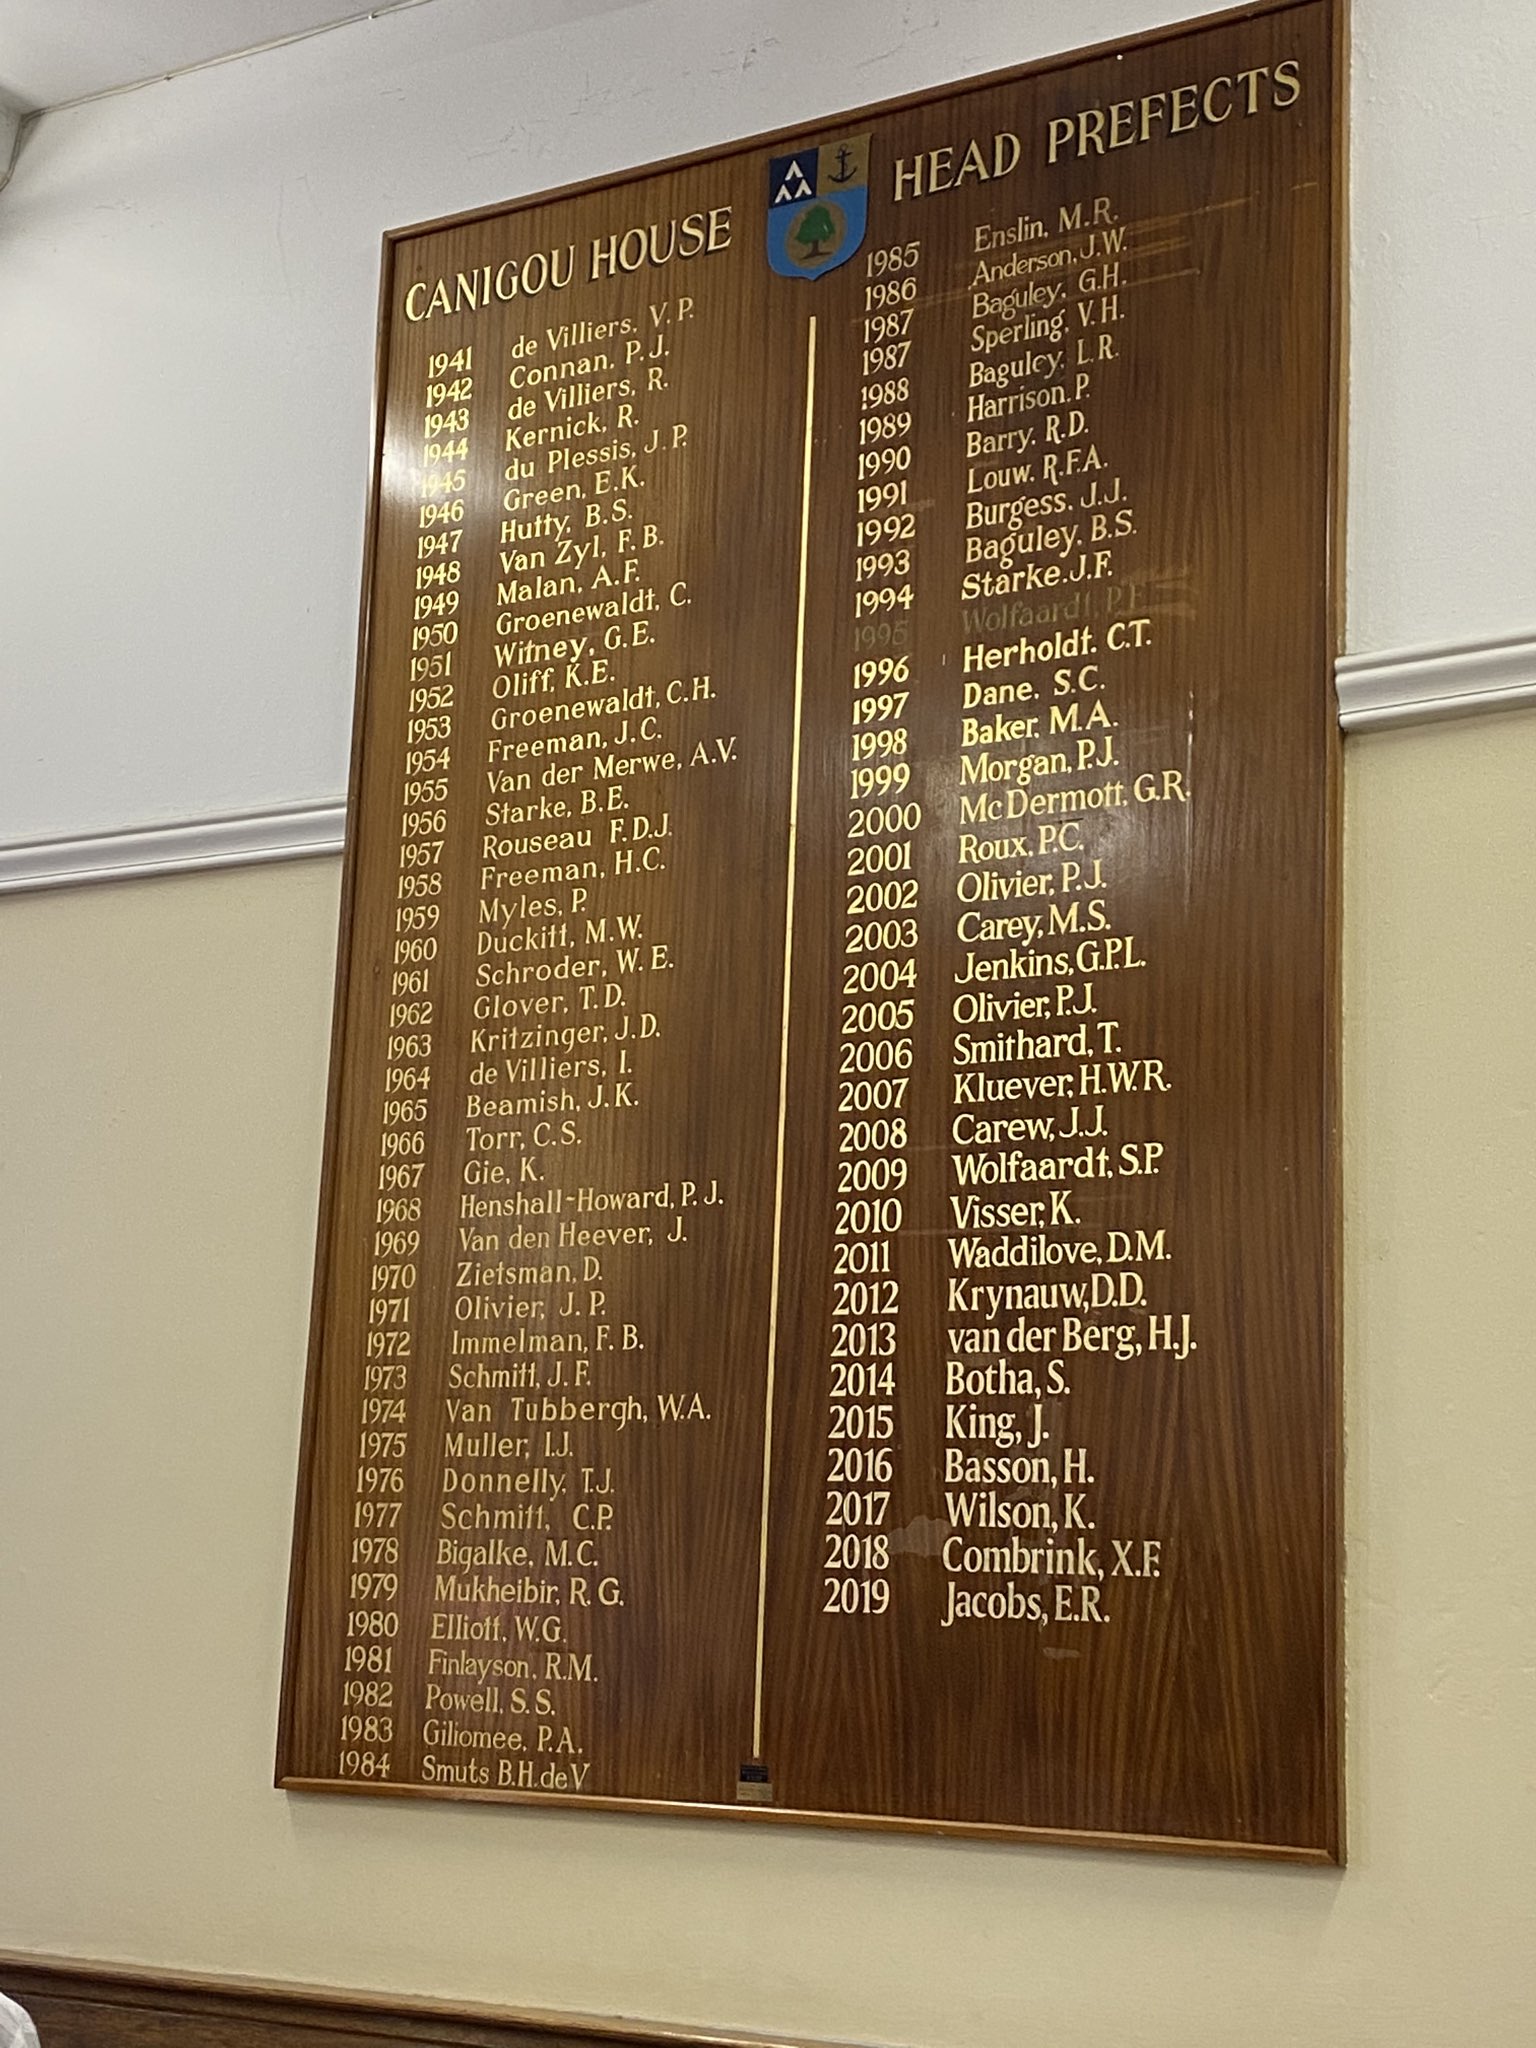 CANIGOU HOUSE HEAD PREFECTS
1941 de Villiers, V.P.
1942 Connan, P.J.
1943 de Villiers, R.
1944 Kernick, R.
1945 du Plessis, J.P.
1946 Green, E.K.
1947 Hutty, B.S.
1948 Van Zyl, F.B.
1949 Malan, A.F.
1950 Groenewaldt, C.
1951 Witney, G.E.
1952 Oliff, K.E.
1953 Groenewaldt, C.H.
1954 Freeman, J.C.
1955 Van der Merwe, A.V.
1956 Starke, B.E.
1957 Rouseau F.D.J.
1958 Freeman, H.C.
1959 Myles, P.
1960 Duckitt, M.W.
1961 Schroder, W.E.
1962 Glover, T.D.
1963 Kritzinger, J.D.
1964 de Villiers, I.
1965 Beamish, J.K.
1966 Torr, C.S.
1967 Gie, K.
1968 Henshall-Howard, P.J.
1969 Van den Heever, J.
1970 Zietsman, D.
1971 Olivier, J.P.
1972 Immelman, F.B.
1973 Schmitt, J.F.
1974 Van Tubbergh, W.A.
1975 Muller, I.J.
1976 Donnelly, T.J.
1977 Schmitt, C.P.
1978 Bigalke, M.C.
1979 Mukheibir, R.G.
1980 Elliott, W.G.
1981 Finlayson, R.M.
1982 Powell, S.S.
1983 Giliomee, P.A.
1984 Smuts B.H. de V
1985 Enslin, M.R.
1986 Anderson, J.W.
1987 Baguley, G.H.
1987 Sperling, V.H.
1988 Baguley, L.R.
1989 Harrison, P.
1990 Barry, R.D.
1991 Louw, R.F.A.
1992 Burgess, J.J.
1993 Baguley, B.S.
1994 Starke, J.F.
1995 Wolfaardt,
1996 Herholdt, C.T.
1997 Dane, S.C.
1998 Baker, M.A.
1999 Morgan, P.J.
2000 McDermott, G.R.
2001 Roux, P.C.
2002 Olivier, P.J.
2003 Carey, M.S.
2004 Jenkins, G.P.L.
2005 Olivier, P.J.
2006 Smithard, T.
2007 Kluever, H.W.R.
2008 Carew, J.J.
2009 Wolfaardt, S.P.
2010 Visser, K.
2011 Waddilove, D.M.
2012 Krynauw, D.D.
2013 van der Berg, H.J.
2014 Botha, S.
2015 King, J.
2016 Basson, H.
2017 Wilson, K.
2018 Combrink, X.F.
2019 Jacobs, E.R.